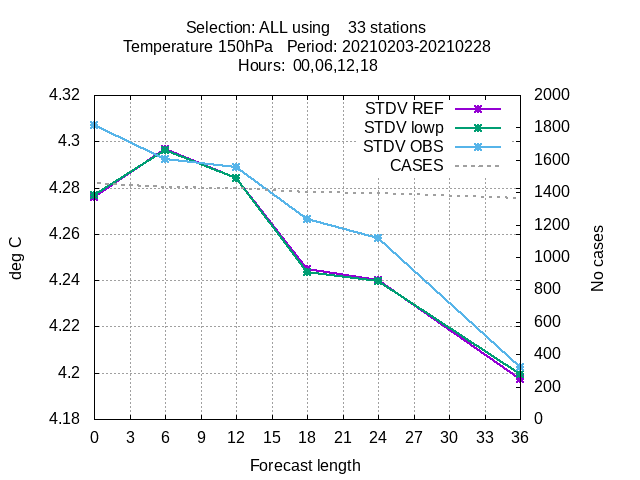 Selection: ALL using    33 stations
Temperature 150hPa   Period: 20210203-20210228
Hours:  00,06,12,18
STDV REF
STDV lowp
STDV OBS
CASES
deg C
4.32
4.3
4.28
4.26
4.24
4.22
4.2
4.18
2000
1800
1600
1400
1200
1000
800
600
400
200
0
No cases
0 3 6 9 12 15 18 21 24 27 30 33 36
Forecast length